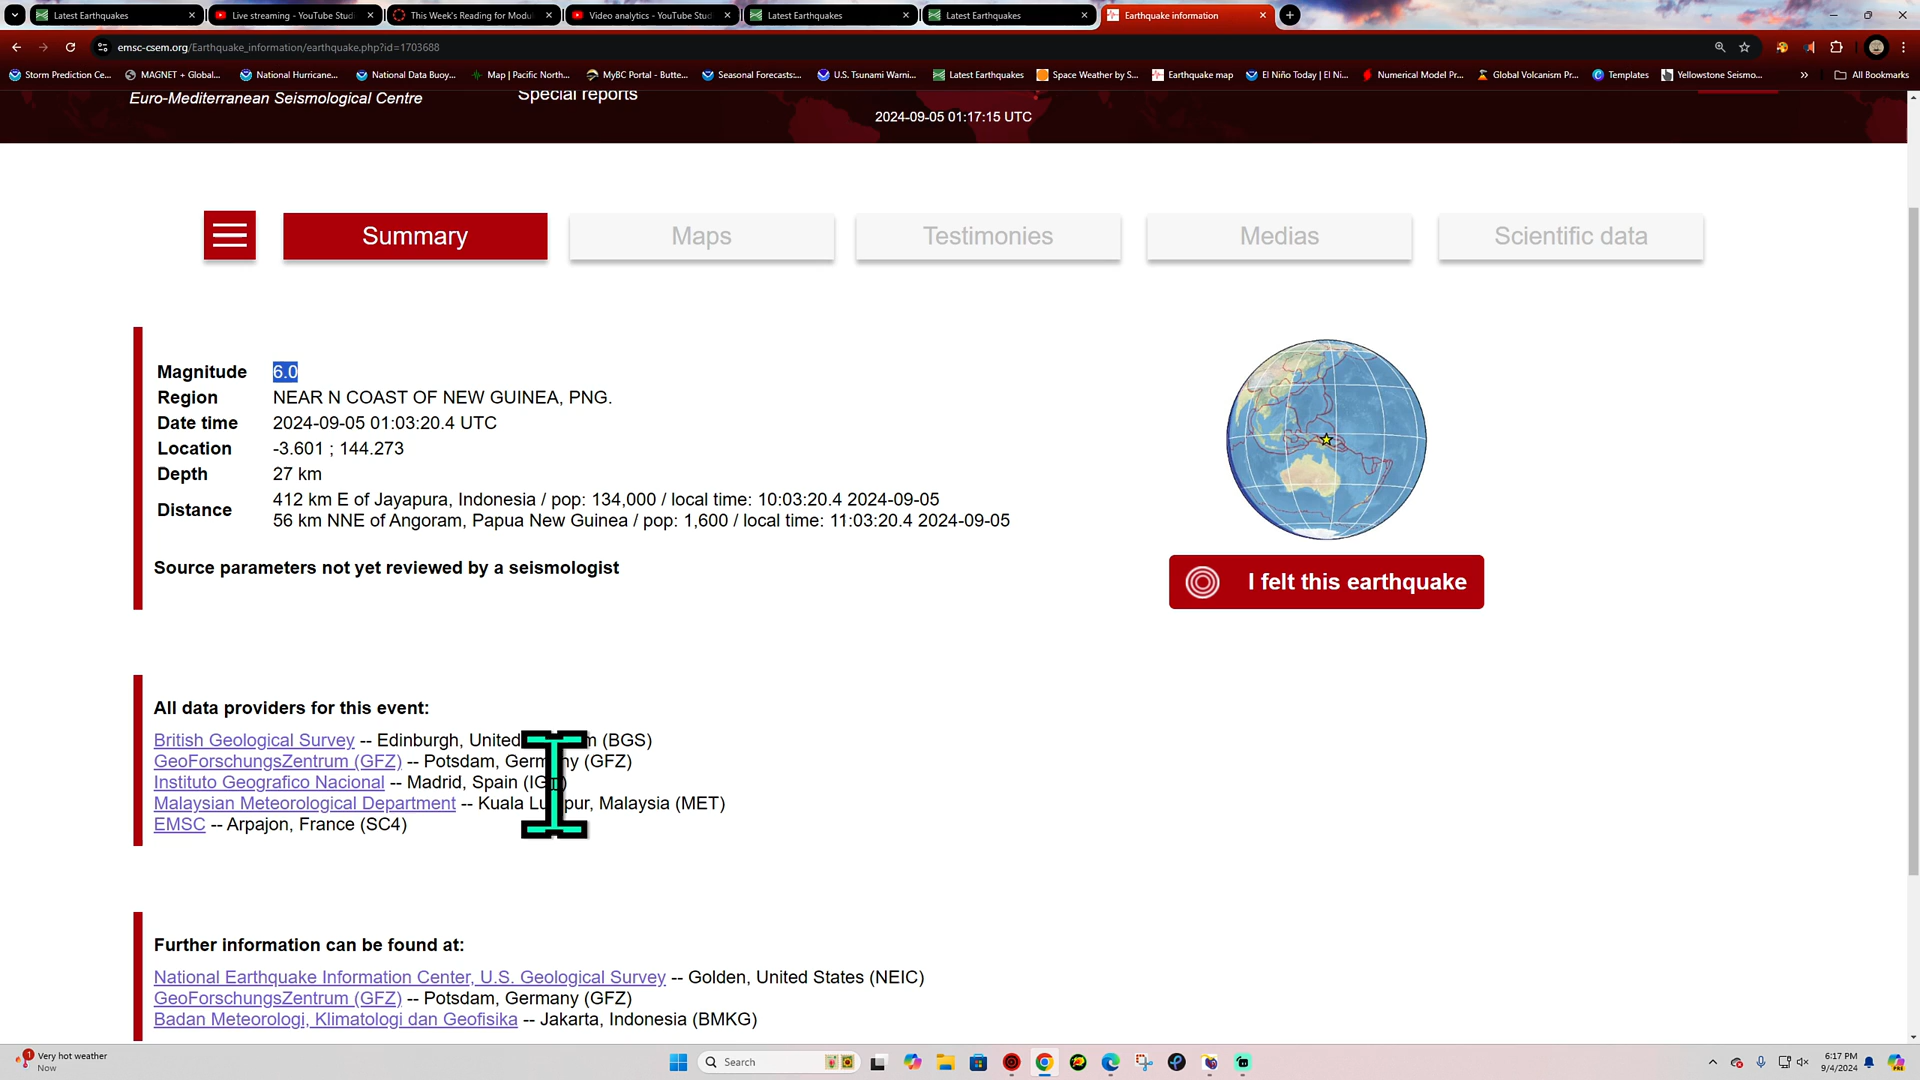 Latest Earthquakes
Live streaming - YouTube Studi
This Week's Reading for Modul
Video analytics - YouTube Studi
Latest Earthquakes
Latest Earthquakes
Earthquake information
emsc-csem.org/Earthquake_information/earthquake.php?id=1703688
Storm Prediction Ce...
MAGNET + Global...
National Hurricane...
National Data Buoy...
Map | Pacific North...
MyBC Portal - Butte...
Seasonal Forecasts:...
U.S. Tsunami Warni...
Latest Earthquakes
Space Weather by S...
Earthquake map
El Niño Today | El Ni...
Numerical Model Pr...
Global Volcanism Pr...
Templates
Yellowstone Seismo...
All Bookmarks
Euro-Mediterranean Seismological Centre
Special reports
2024-09-05 01:17:15 UTC
Summary
Maps
Testimonies
Medias
Scientific data
Magnitude 6.0
Region NEAR N COAST OF NEW GUINEA, PNG.
Date time 2024-09-05 01:03:20.4 UTC
Location -3.601 ; 144.273
Depth 27 km
Distance 412 km E of Jayapura, Indonesia / pop: 134,000 / local time: 10:03:20.4 2024-09-05
56 km NNE of Angoram, Papua New Guinea / pop: 1,600 / local time: 11:03:20.4 2024-09-05
Source parameters not yet reviewed by a seismologist
I felt this earthquake
All data providers for this event:
British Geological Survey -- Edinburgh, United (BGS)
GeoForschungsZentrum (GFZ) -- Potsdam, Germany (GFZ)
Instituto Geografico Nacional -- Madrid, Spain
Malaysian Meteorological Department -- Kuala Lumpur, Malaysia (MET)
EMSC -- Arpajon, France (SC4)
Further information can be found at:
National Earthquake Information Center, U.S. Geological Survey -- Golden, United States (NEIC)
GeoForschungsZentrum (GFZ) -- Potsdam, Germany (GFZ)
Badan Meteorologi, Klimatologi dan Geofisika -- Jakarta, Indonesia (BMKG)
1
Very hot weather
Now
Search
6:17 PM
9/4/2024